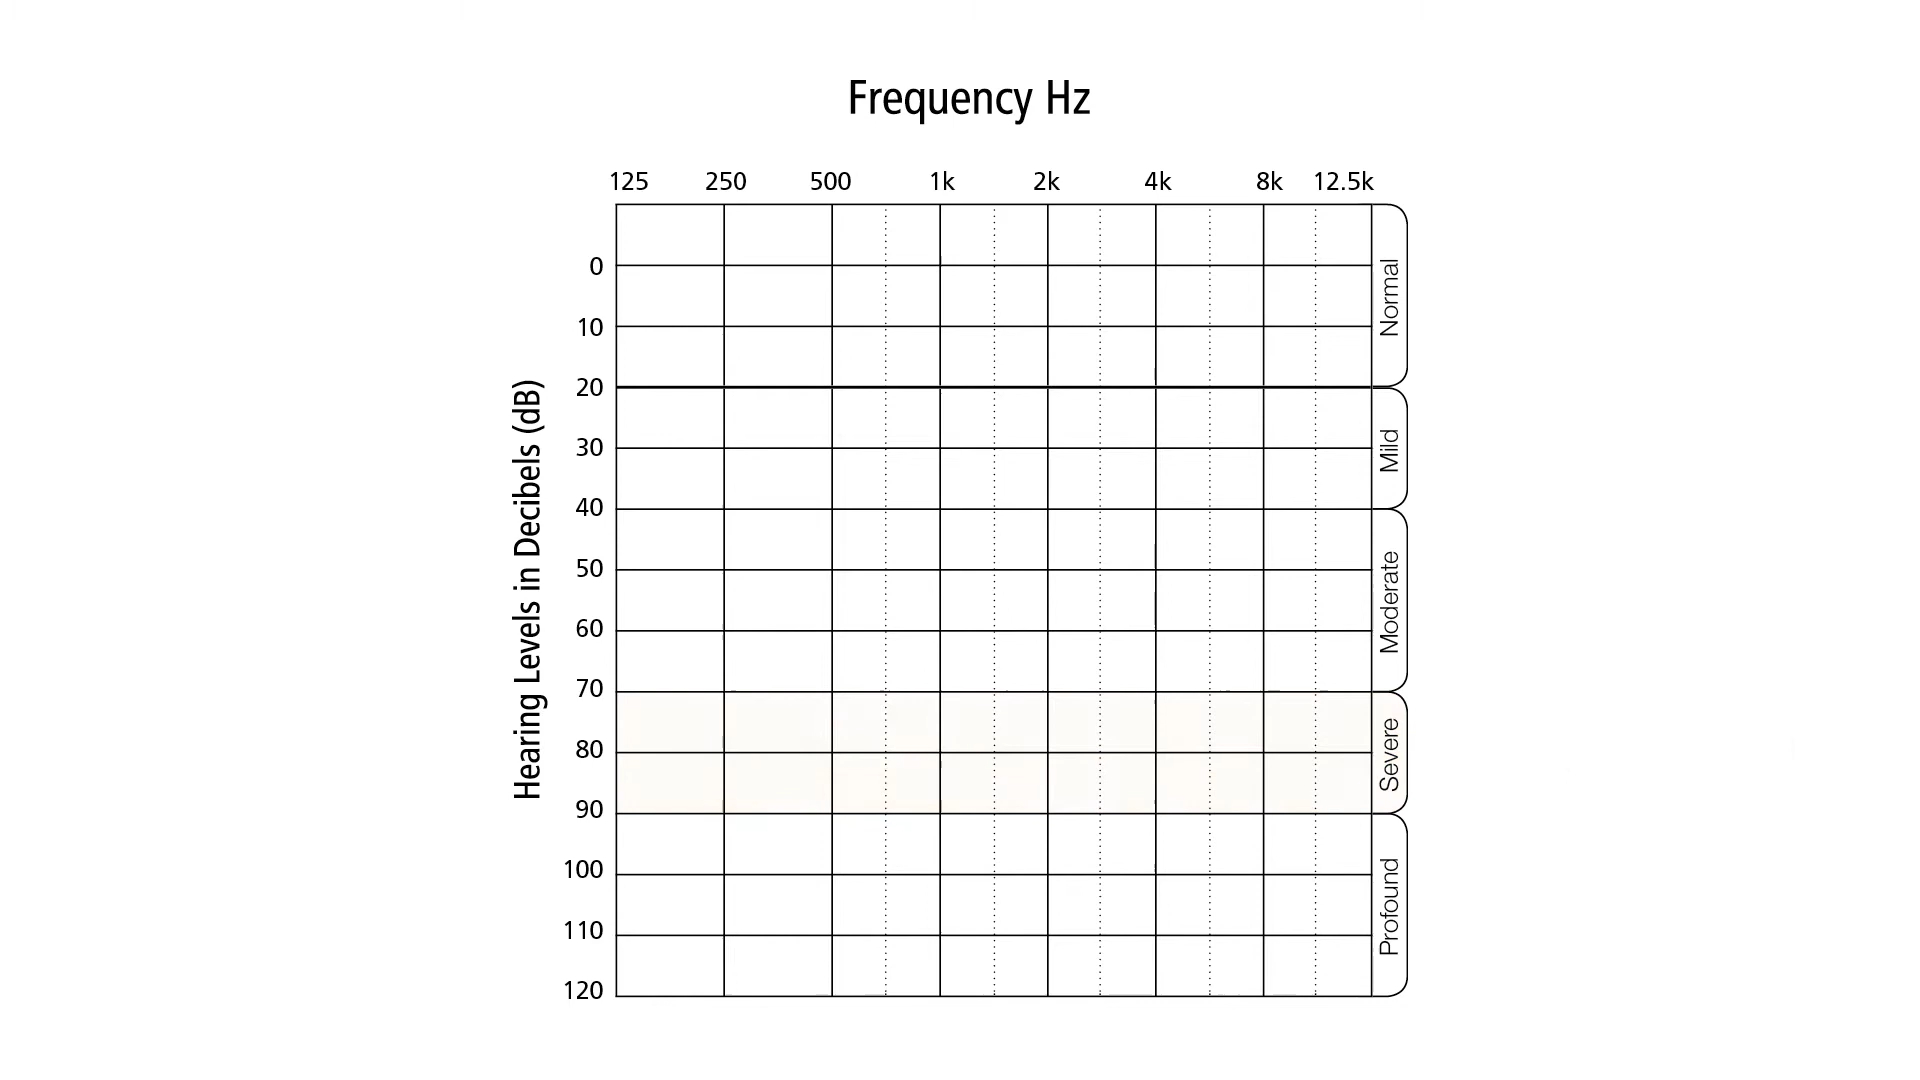 Frequency Hz
125 250 500 1k 2k 4k 8k 12.5k
Hearing Levels in Decibels (dB)
0
10
20
30
40
50
60
70
80
90
100
110
120
Normal
Mild
Moderate
Severe
Profound